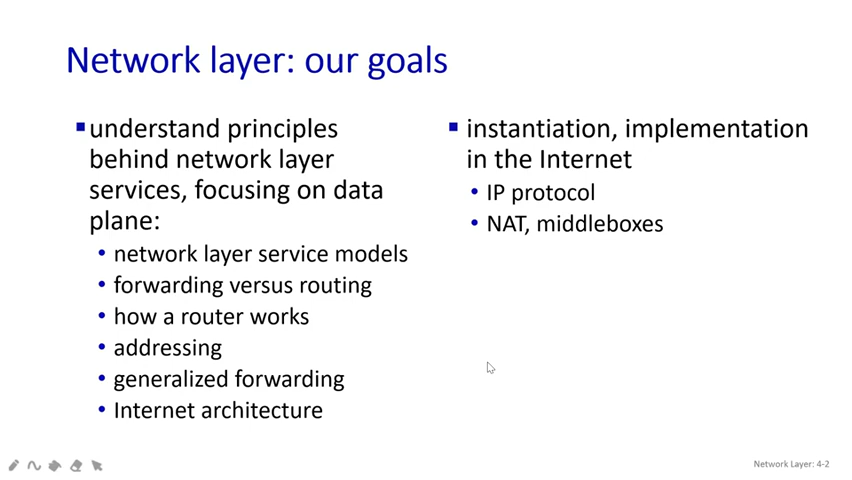 Network layer: our goals
understand principles
behind network layer
services, focusing on data
plane:
network layer service models
forwarding versus routing
how a router works
addressing
generalized forwarding
Internet architecture
instantiation, implementation
in the Internet
IP protocol
NAT, middleboxes
Network Layer: 4-2